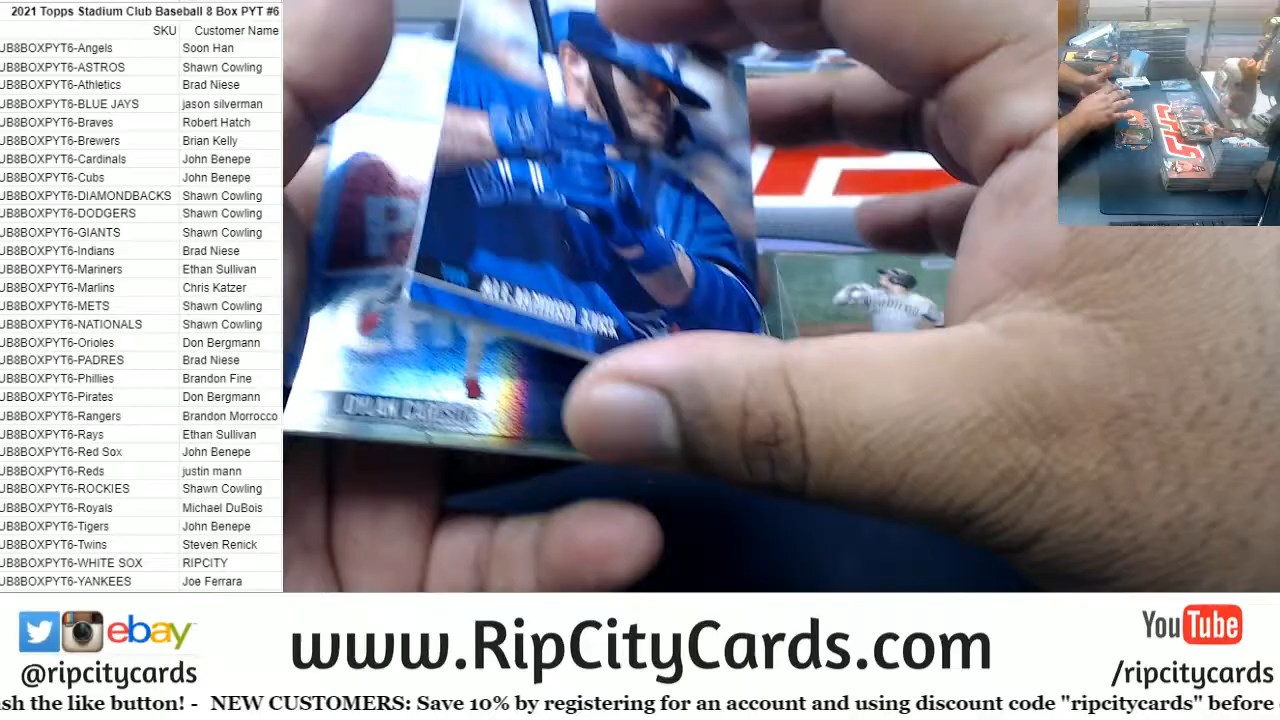 2021 Topps Stadium Club Baseball 8 Box PYT #6
SKU Customer Name
UB8BOXPYT6-Angels Soon Han
UB8BOXPYT6-ASTROS Shawn Cowling
UB8BOXPYT6-Athletics Brad Niese
UB8BOXPYT6-BLUE JAYS jason silverman
UB8BOXPYT6-Braves Robert Hatch
UB8BOXPYT6-Brewers Brian Kelly
UB8BOXPYT6-Cardinals John Benepe
UB8BOXPYT6-Cubs John Benepe
UB8BOXPYT6-DIAMONDBACKS Shawn Cowling
UB8BOXPYT6-DODGERS Shawn Cowling
UB8BOXPYT6-GIANTS Shawn Cowling
UB8BOXPYT6-Indians Brad Niese
UB8BOXPYT6-Mariners Ethan Sullivan
UB8BOXPYT6-Marlins Chris Katzer
UB8BOXPYT6-METS Shawn Cowling
UB8BOXPYT6-NATIONALS Shawn Cowling
UB8BOXPYT6-Orioles Don Bergmann
UB8BOXPYT6-PADRES Brad Niese
UB8BOXPYT6-Phillies Brandon Fine
UB8BOXPYT6-Pirates Don Bergmann
UB8BOXPYT6-Rangers Brandon Morrocco
UB8BOXPYT6-Rays Ethan Sullivan
UB8BOXPYT6-Red Sox John Benepe
UB8BOXPYT6-Reds justin mann
UB8BOXPYT6-ROCKIES Shawn Cowling
UB8BOXPYT6-Royals Michael DuBois
UB8BOXPYT6-Tigers John Benepe
UB8BOXPYT6-Twins Steven Renick
UB8BOXPYT6-WHITE SOX RIPCITY
UB8BOXPYT6-YANKEES Joe Ferrara
ALEJANDRO KIRK
DYLAN CARLSON
ebay
@ripcitycards
www.RipCityCards.com
YouTube
/ripcitycards
sh the like button! - NEW CUSTOMERS: Save 10% by registering for an account and using discount code "ripcitycards" before